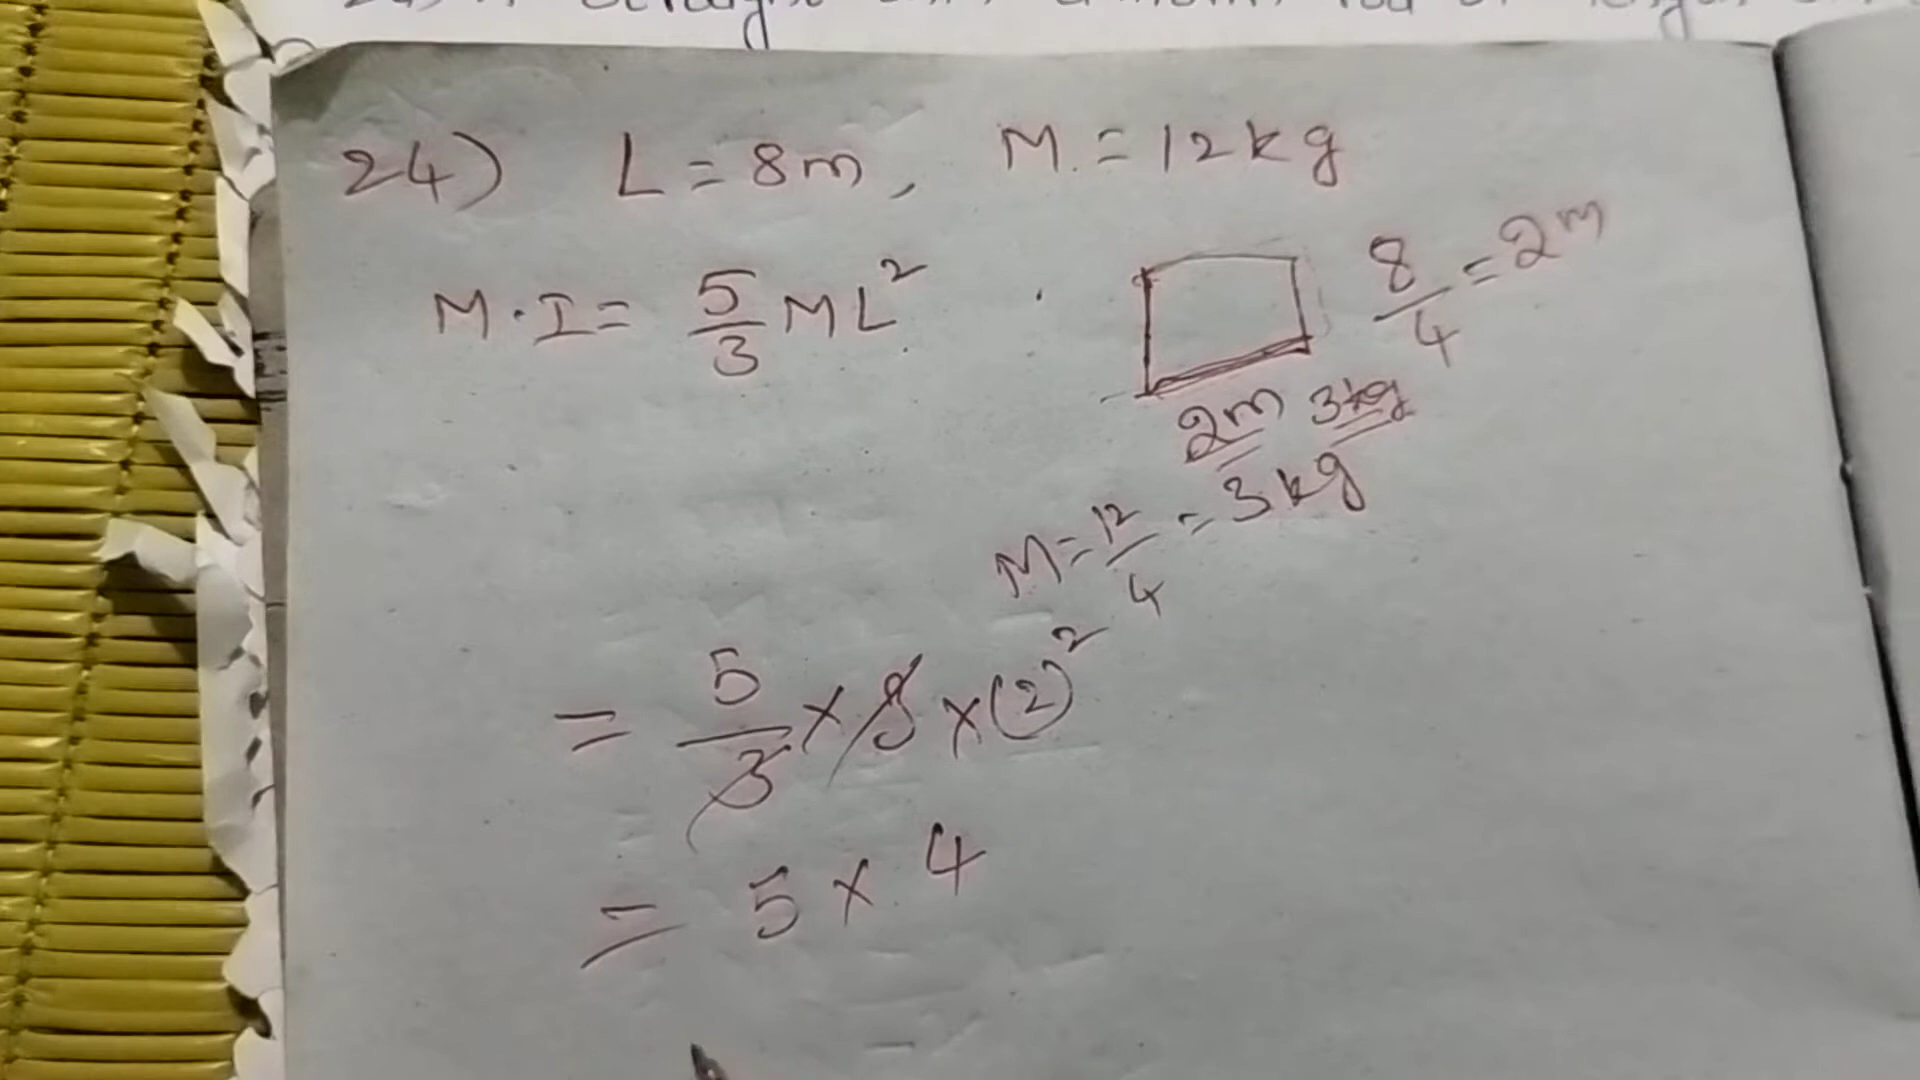 24) L = 8m, M = 12kg
M.I = 5/3 ML²
8/4 = 2m
2m 3kg
M = 12/4 = 3kg
= 5/3 × 3 × (2)²
= 5 × 4